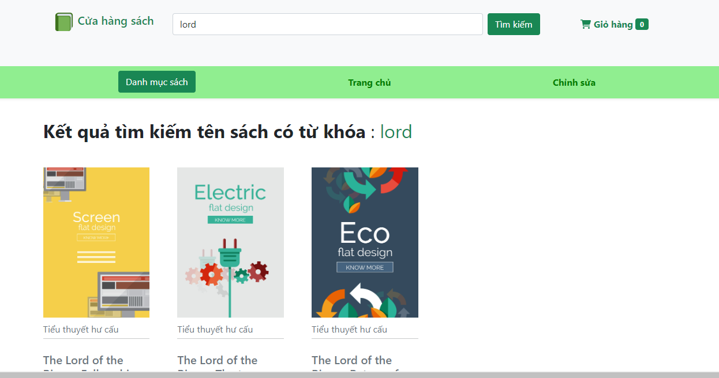 Cửa hàng sách
lord
Tìm kiếm
Giỏ hàng 0
Danh mục sách
Trang chủ
Chỉnh sửa
Kết quả tìm kiếm tên sách có từ khóa : lord
Screen
flat design
Electric
flat design
KNOW MORE
Eco
flat design
KNOW MORE
Tiểu thuyết hư cấu
Tiểu thuyết hư cấu
Tiểu thuyết hư cấu
The Lord of the
The Lord of the
The Lord of the